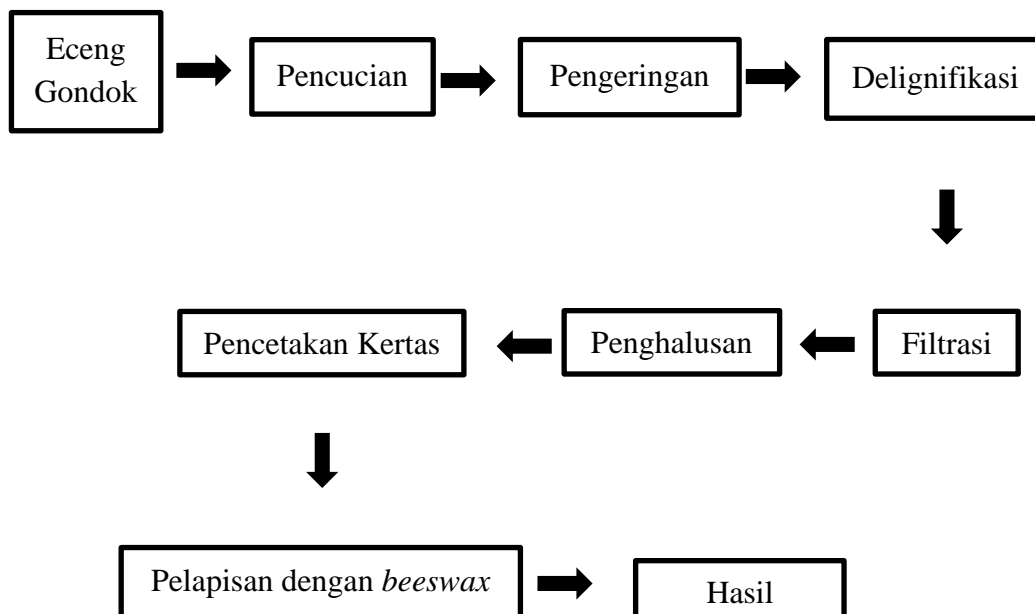 Eceng
Gondok
Pencucian
Pengeringan
Delignifikasi
Filtrasi
Penghalusan
Pencetakan Kertas
Pelapisan dengan beeswax
Hasil